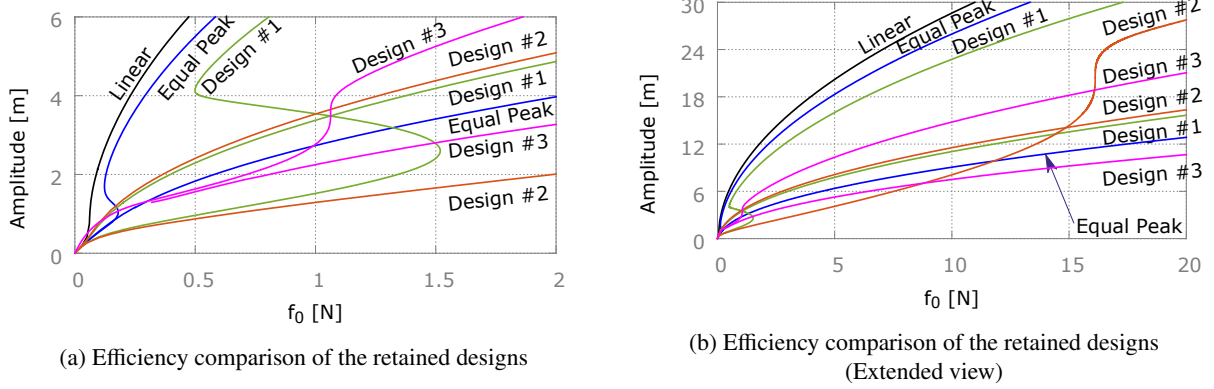 6
4
2
0
Amplitude [m]
Linear
Equal Peak
Design #1
Design #3
Design #2
Design #1
Equal Peak
Design #3
Design #2
0 0.5 1 1.5 2
f0 [N]
(a) Efficiency comparison of the retained designs
30
24
18
12
6
0
Amplitude [m]
Linear
Equal Peak
Design #1
Design #3
Design #2
Design #1
Design #3
Equal Peak
0 5 10 15 20
f0 [N]
(b) Efficiency comparison of the retained designs
(Extended view)